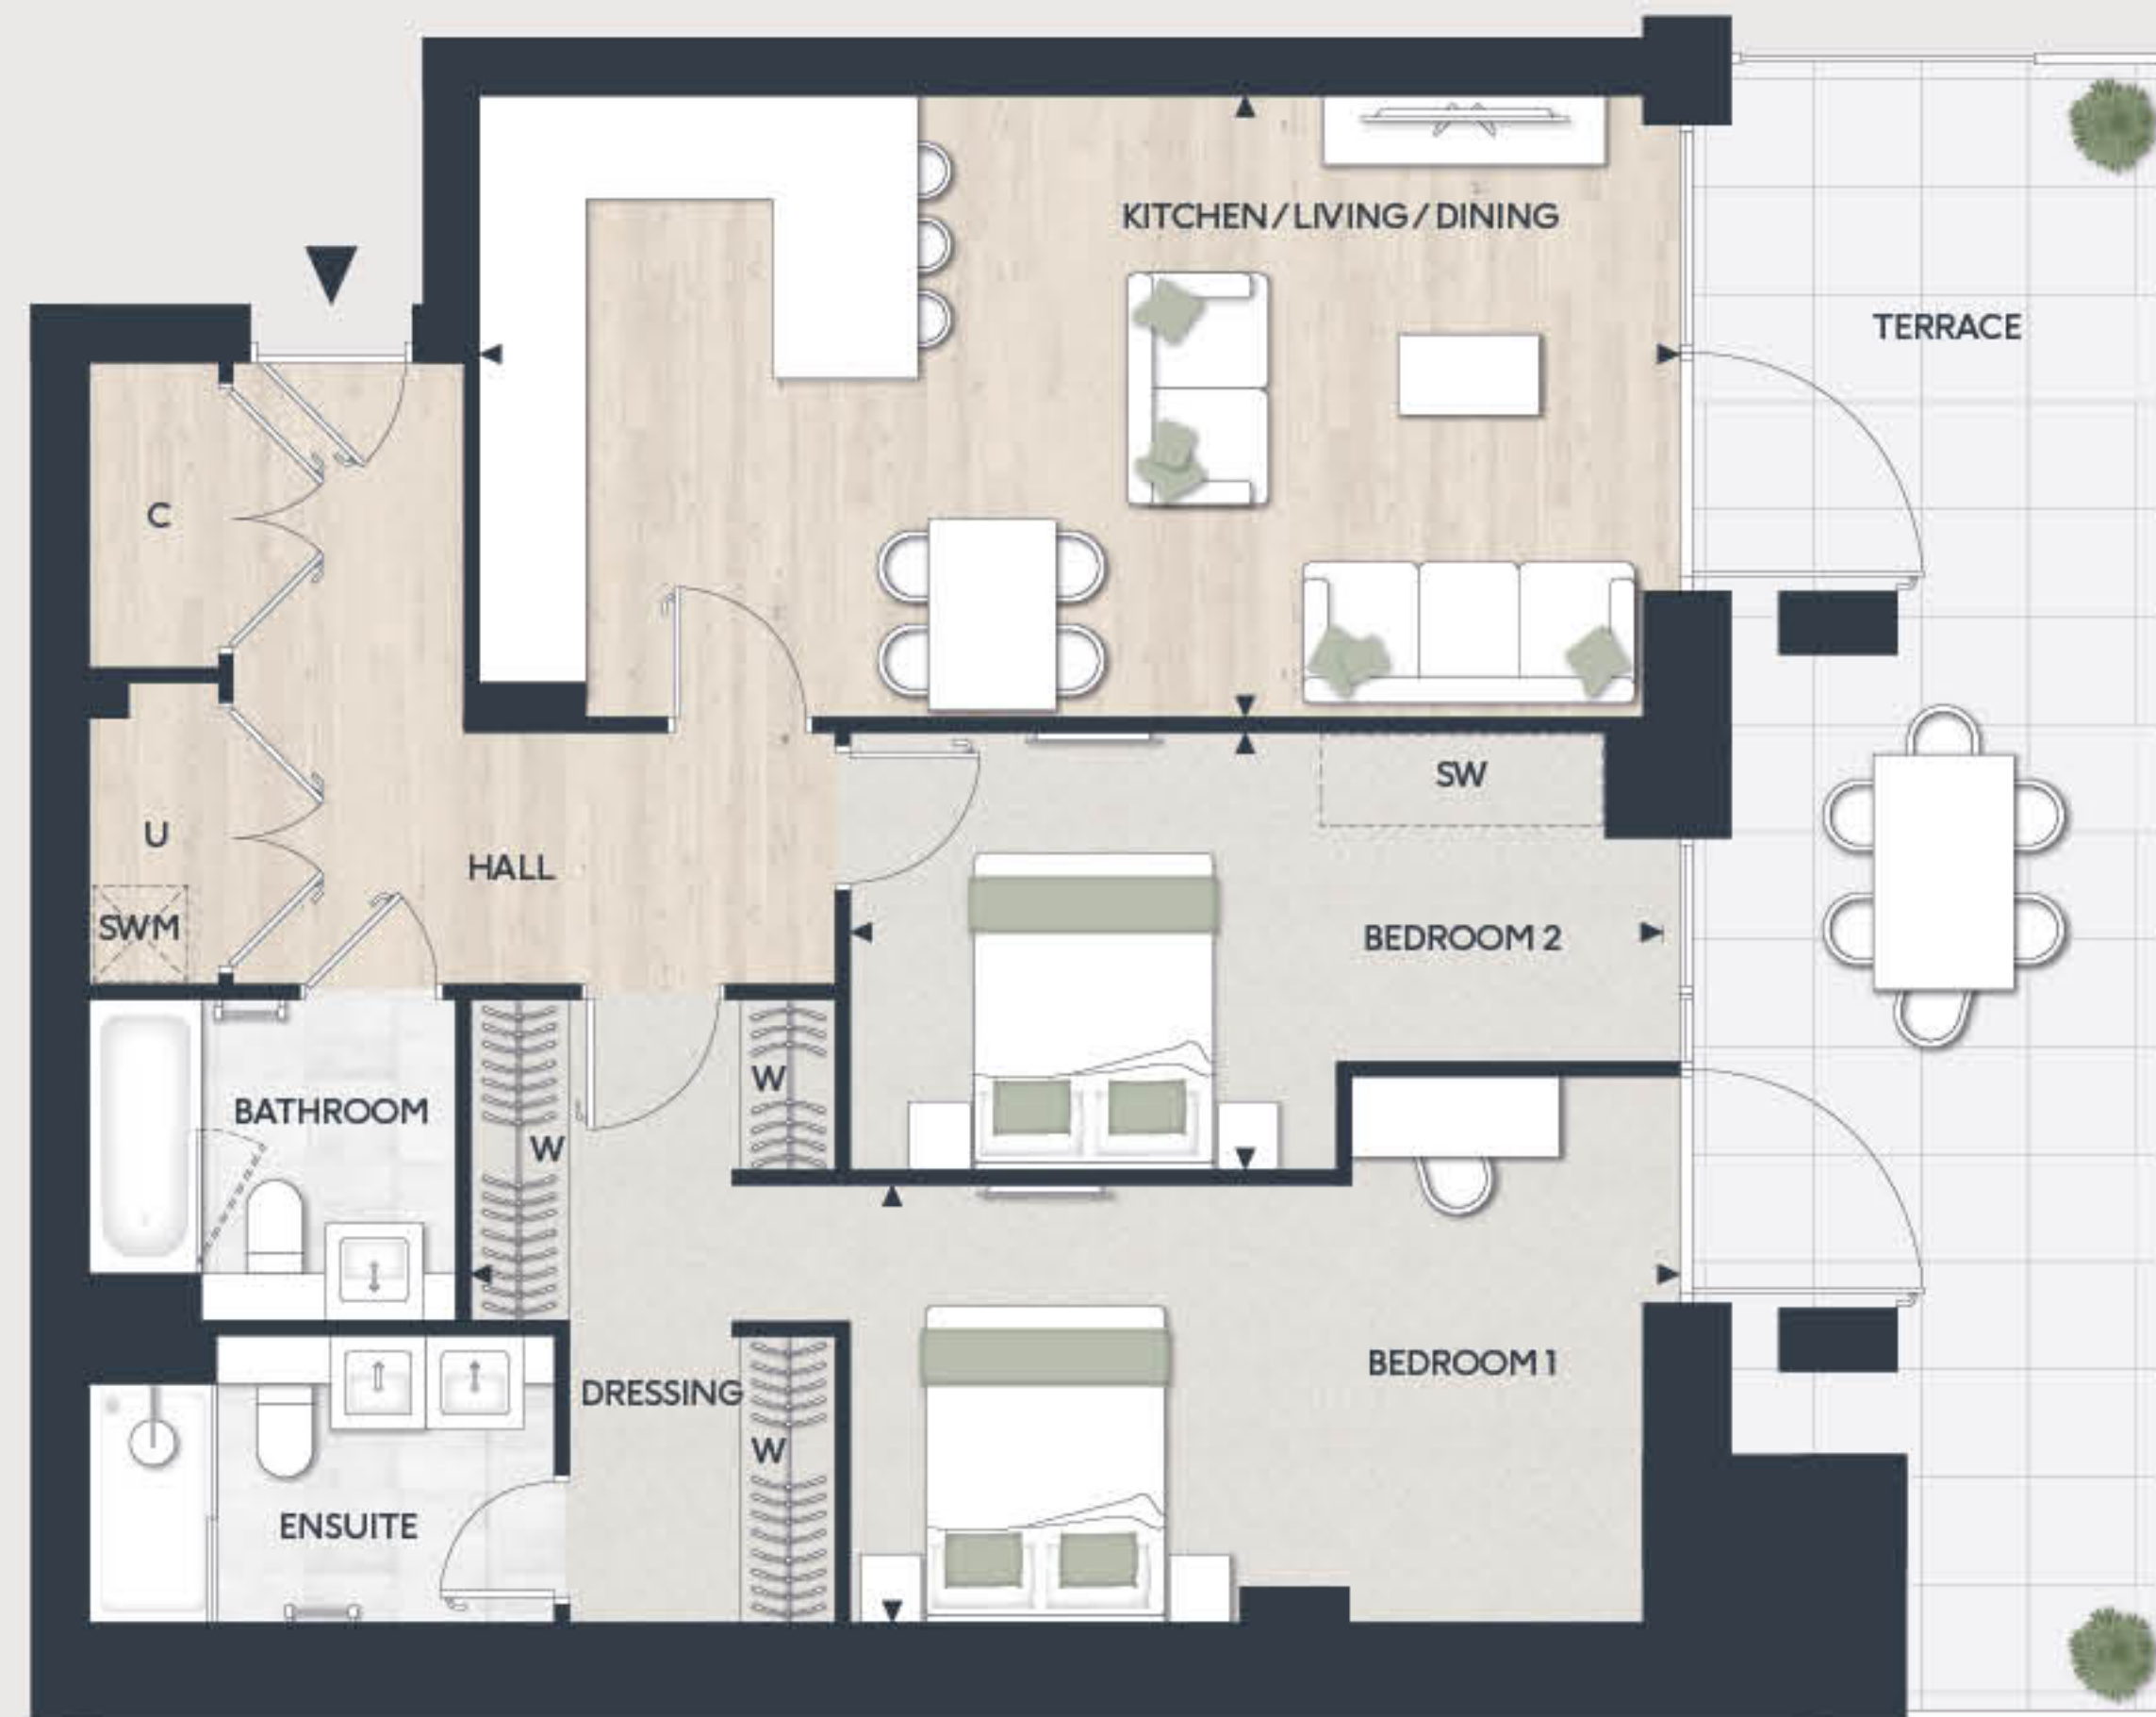 KITCHEN/LIVING/DINING
TERRACE
C
SW
U
HALL
SWM
BEDROOM 2
W
BATHROOM
W
BEDROOM 1
DRESSING
W
ENSUITE